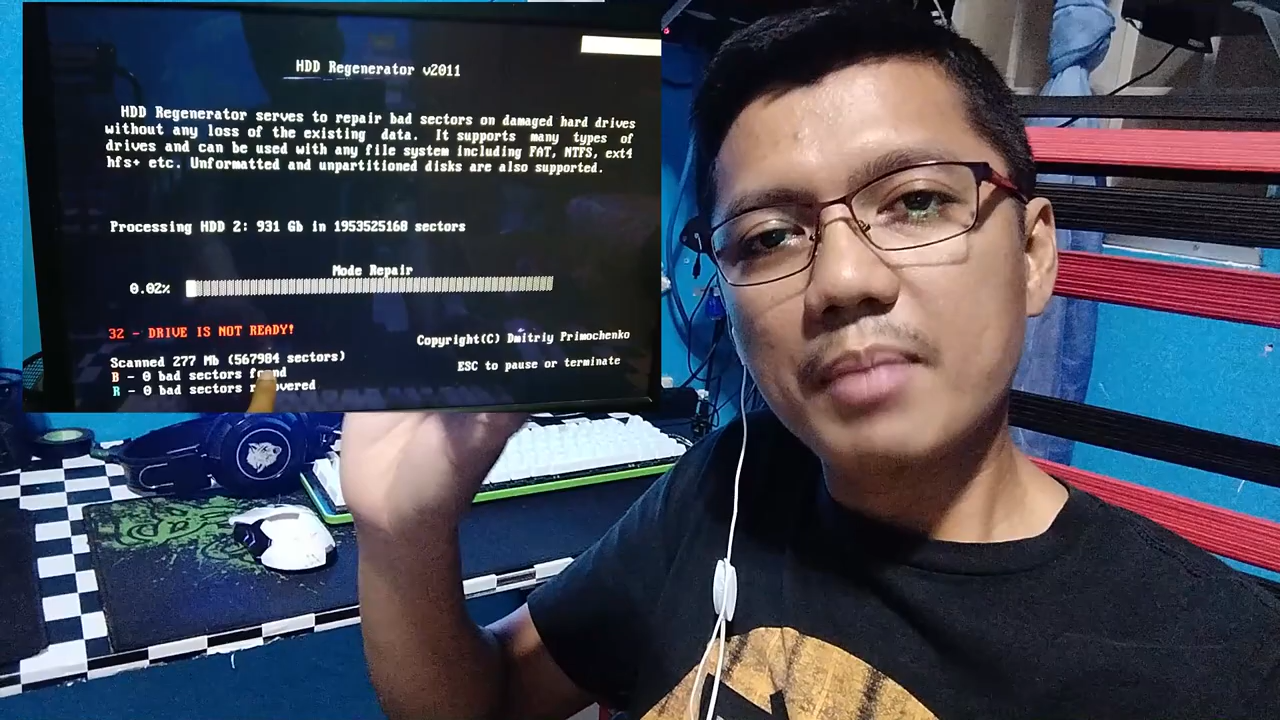 HDD Regenerator v2011
HDD Regenerator serves to repair bad sectors on damaged hard drives
without any loss of the existing data. It supports many types of
drives and can be used with any file system including FAT, NTFS, ext4
hfs+ etc. Unformatted and unpartitioned disks are also supported.
Processing HDD 2: 931 Gb in 1953525168 sectors
Mode Repair
0.02%
32 - DRIVE IS NOT READY!
Copyright(C) Dmitriy Primochenko
Scanned 277 Mb (567984 sectors)
ESC to pause or terminate
B - 0 bad sectors found
R - 0 bad sectors recovered